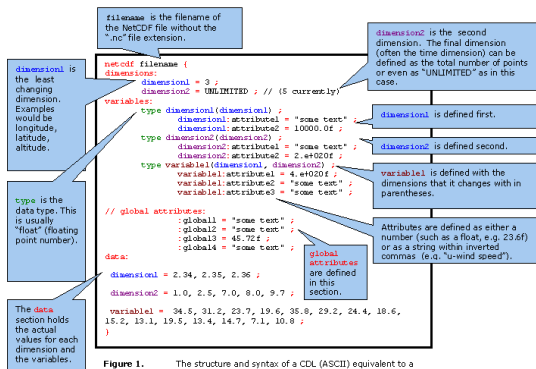 filename is the filename of
the NetCDF file without the
".nc" file extension.
dimension2 is the second
dimension. The final dimension
(often the time dimension) can be
defined as the total number of points
or even as "UNLIMITED" as in this
case.
dimension1
is the least
changing
dimension.
Examples
would be
longitude,
latitude,
altitude.
netcdf filename {
dimensions:
dimension1 = 3 ;
dimension2 = UNLIMITED ; // (5 currently)
variables:
type dimension1(dimension1) ;
dimension1:attribute1 = "some text" ;
dimension1:attribute2 = 10000.0f ;
type dimension2(dimension2) ;
dimension2:attribute1 = "some text" ;
dimension2:attribute2 = 2.e+020f ;
type variable1(dimension1, dimension2) ;
variable1:attribute1 = 4.e+020f ;
variable1:attribute2 = "some text" ;
variable1:attribute3 = "some text" ;
// global attributes:
:global1 = "some text" ;
:global2 = "some text" ;
:global3 = 45.72f ;
:global4 = "some text" ;
data:
dimension1 = 2.34, 2.35, 2.36 ;
dimension2 = 1.0, 2.5, 7.0, 8.0, 9.7 ;
variable1 = 34.5, 31.2, 23.7, 19.6, 35.8, 29.2, 24.4, 18.6,
15.2, 13.1, 19.5, 13.4, 14.7, 7.1, 10.8 ;
}
dimension1 is defined first.
dimension2 is defined second.
variable1 is defined with the
dimensions that it changes with in
parentheses.
type is the
data type. This
is usually
"float" (floating
point number).
Attributes are defined as either a
number (such as a float, e.g. 23.6f)
or as a string within inverted
commas (e.g. "u-wind speed").
global
attributes
are defined
in this
section.
The data
section holds
the actual
values for each
dimension and
the variables.
Figure 1. The structure and syntax of a CDL (ASCII) equivalent to a